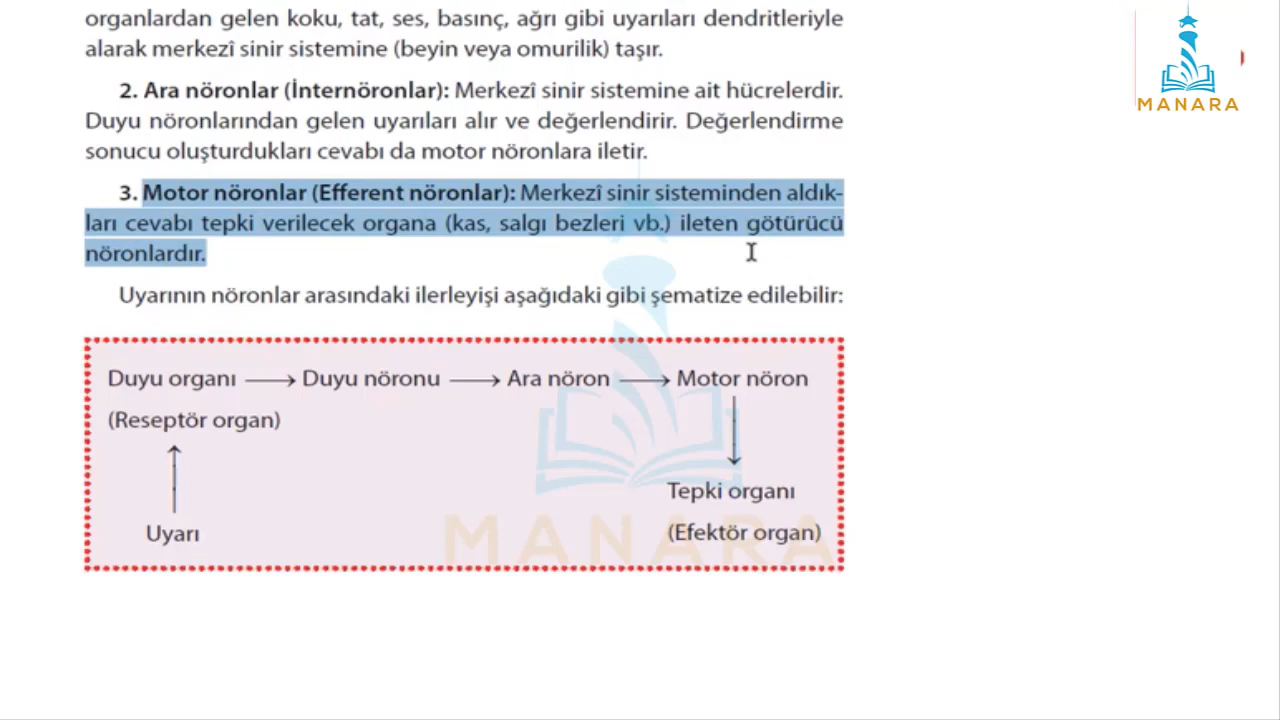 organlardan gelen koku, tat, ses, basınç, ağrı gibi uyarıları dendritleriyle
alarak merkezî sinir sistemine (beyin veya omurilik) taşır.
2. Ara nöronlar (İnternöronlar): Merkezî sinir sistemine ait hücrelerdir.
Duyu nöronlarından gelen uyarıları alır ve değerlendirir. Değerlendirme
sonucu oluşturdukları cevabı da motor nöronlara iletir.
3. Motor nöronlar (Efferent nöronlar): Merkezî sinir sisteminden aldık-
ları cevabı tepki verilecek organa (kas, salgı bezleri vb.) ileten götürücü
nöronlardır.
Uyarının nöronlar arasındaki ilerleyişi aşağıdaki gibi şematize edilebilir:
Duyu organı → Duyu nöronu → Ara nöron → Motor nöron
(Reseptör organ)
Tepki organı
Uyarı
(Efektör organ)
MANARA
MANARA